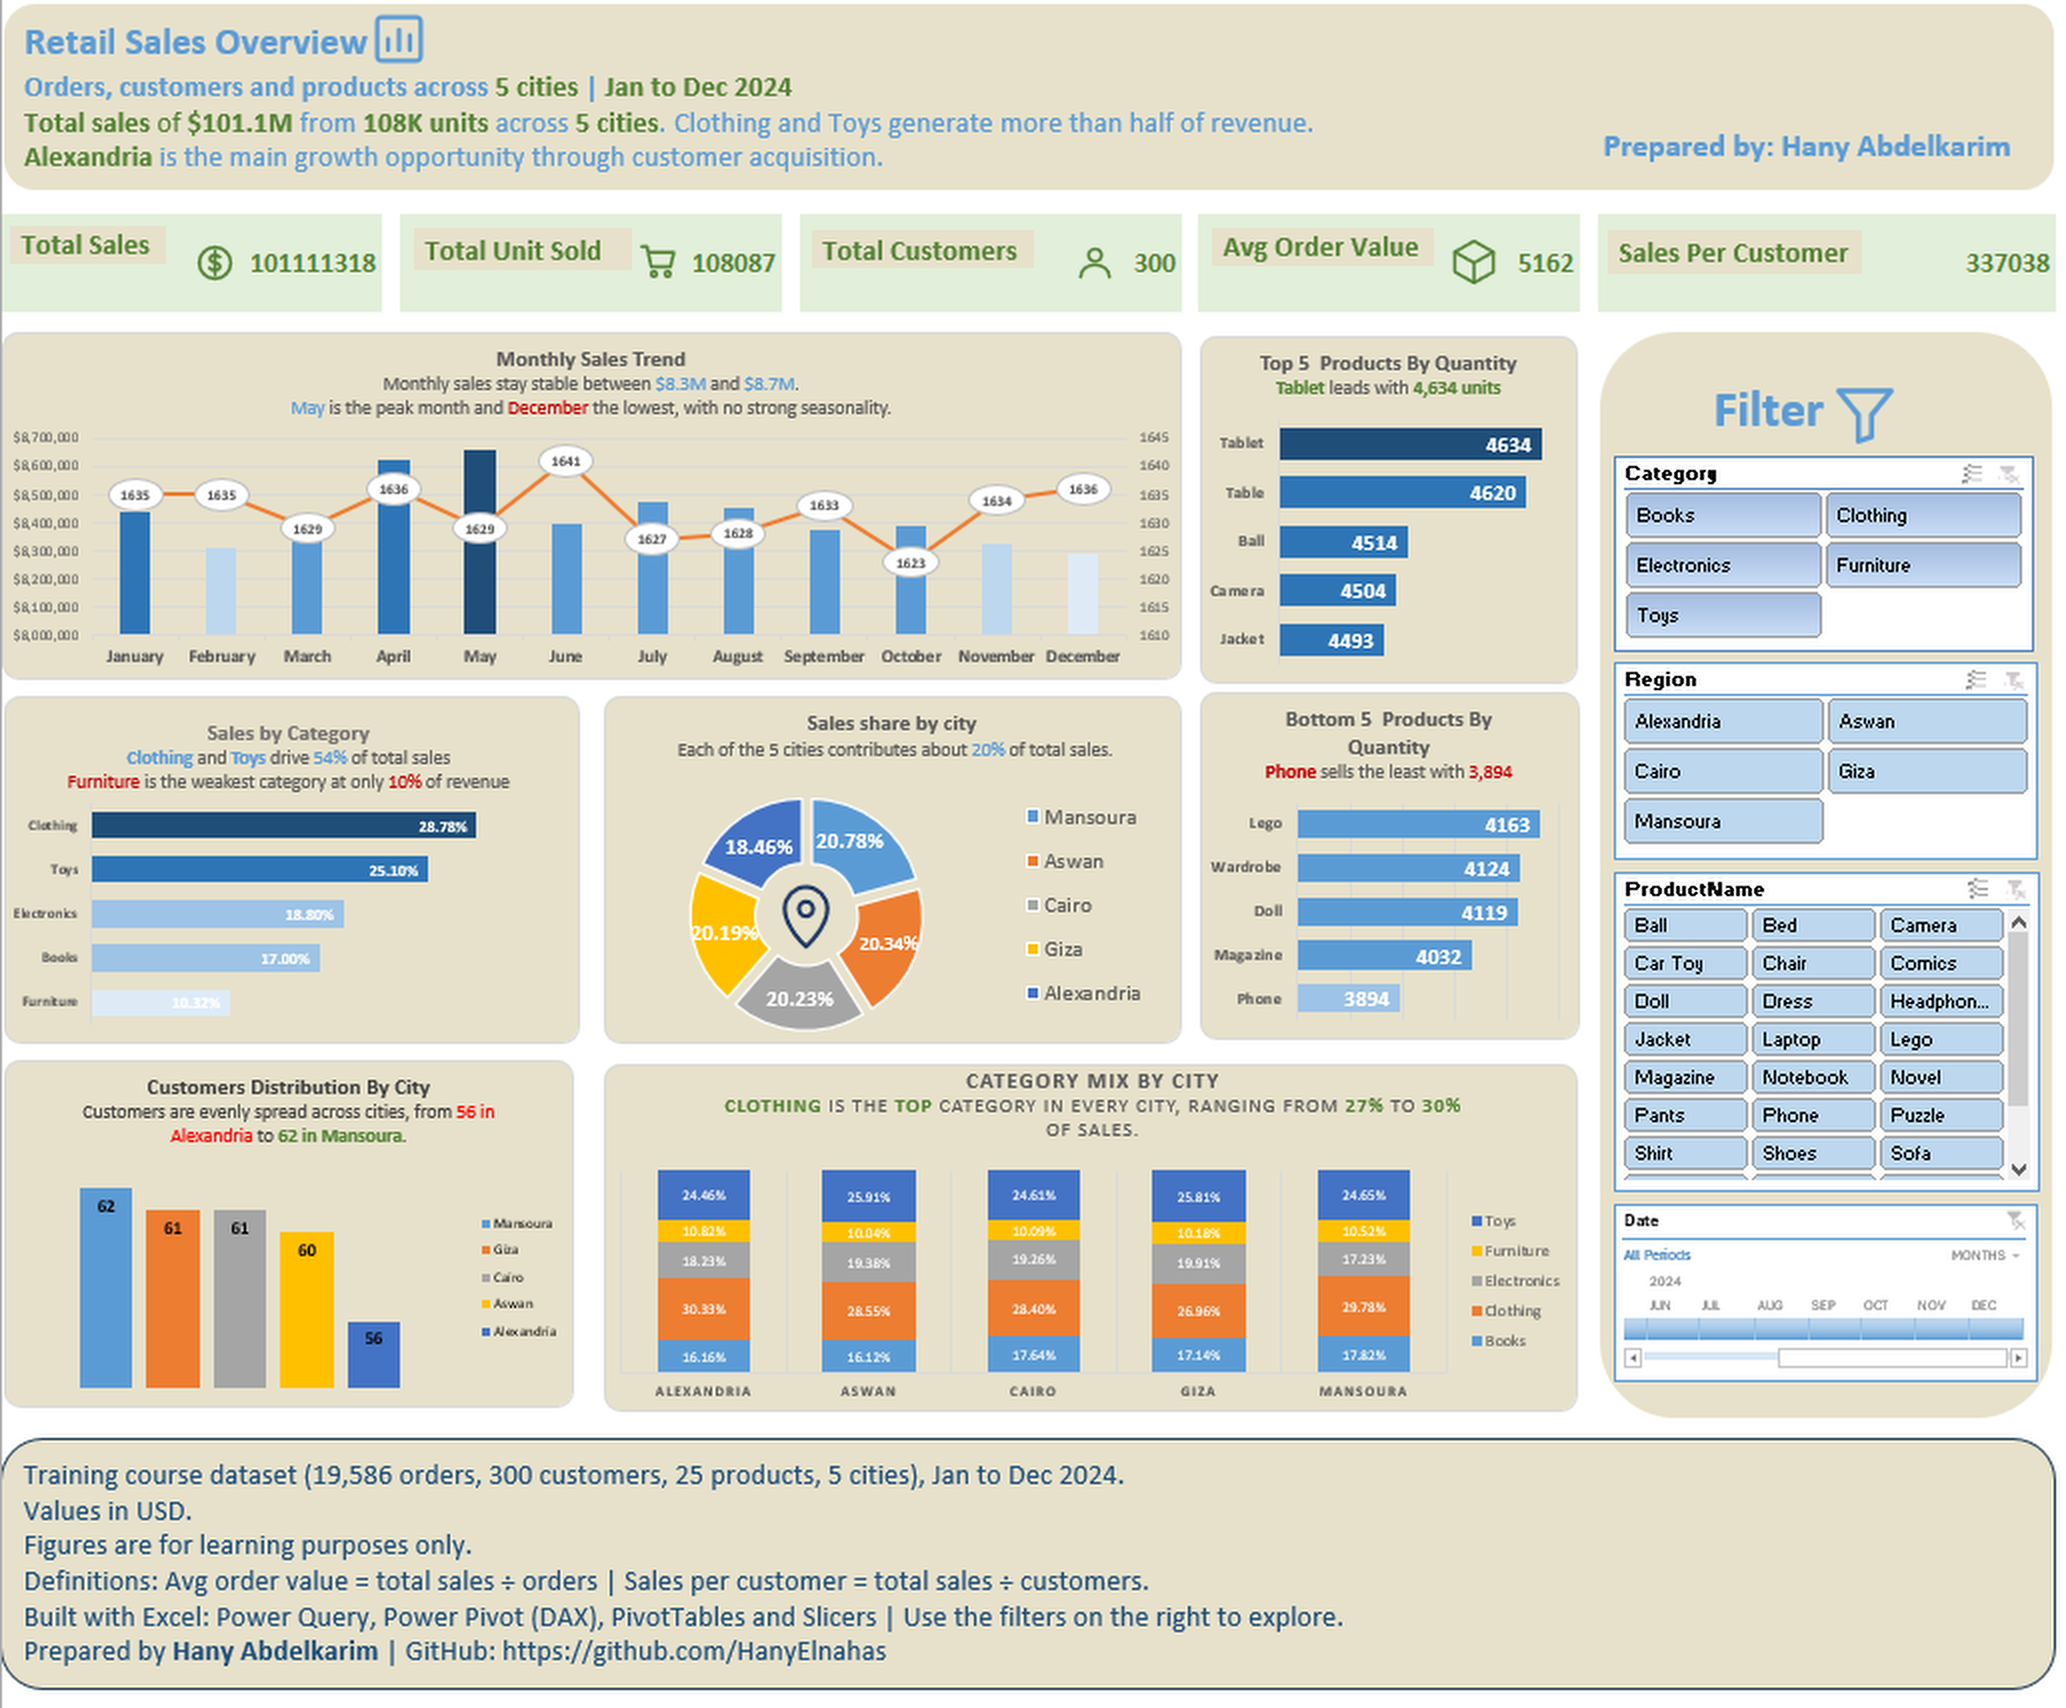 Retail Sales Overview
Orders, customers and products across 5 cities | Jan to Dec 2024
Total sales of $101.1M from 108K units across 5 cities. Clothing and Toys generate more than half of revenue.
Alexandria is the main growth opportunity through customer acquisition.
Prepared by: Hany Abdelkarim
Total Sales
101111318
Total Unit Sold
108087
Total Customers
300
Avg Order Value
5162
Sales Per Customer
337038
Monthly Sales Trend
Monthly sales stay stable between $8.3M and $8.7M.
May is the peak month and December the lowest, with no strong seasonality.
$8,700,000
$8,600,000
$8,500,000
$8,400,000
$8,300,000
$8,200,000
$8,100,000
$8,000,000
1635 1635 1629 1636 1629 1641 1627 1628 1633 1623 1634 1636
1645
1640
1635
1630
1625
1620
1615
1610
January February March April May June July August September October November December
Top 5 Products By Quantity
Tablet leads with 4,634 units
Tablet 4634
Table 4620
Ball 4514
Camera 4504
Jacket 4493
Filter
Category
Books Clothing
Electronics Furniture
Toys
Region
Alexandria Aswan
Cairo Giza
Mansoura
ProductName
Ball Bed Camera
Car Toy Chair Comics
Doll Dress Headphon...
Jacket Laptop Lego
Magazine Notebook Novel
Pants Phone Puzzle
Shirt Shoes Sofa
Date
All Periods MONTHS
2024
JUN JUL AUG SEP OCT NOV DEC
Sales by Category
Clothing and Toys drive 54% of total sales
Furniture is the weakest category at only 10% of revenue
Clothing 28.78%
Toys 25.10%
Electronics 18.80%
Books 17.00%
Furniture 10.32%
Sales share by city
Each of the 5 cities contributes about 20% of total sales.
18.46% 20.78%
20.19% 20.34%
20.23%
Mansoura
Aswan
Cairo
Giza
Alexandria
Bottom 5 Products By
Quantity
Phone sells the least with 3,894
Lego 4163
Wardrobe 4124
Doll 4119
Magazine 4032
Phone 3894
Customers Distribution By City
Customers are evenly spread across cities, from 56 in
Alexandria to 62 in Mansoura.
62 61 61 60 56
Mansoura
Giza
Cairo
Aswan
Alexandria
CATEGORY MIX BY CITY
CLOTHING IS THE TOP CATEGORY IN EVERY CITY, RANGING FROM 27% TO 30%
OF SALES.
24.46% 25.91% 24.61% 25.81% 24.65%
10.82% 10.04% 10.09% 10.18% 10.52%
18.23% 19.38% 19.26% 19.91% 17.23%
30.33% 28.55% 28.40% 26.96% 29.78%
16.16% 16.12% 17.64% 17.14% 17.82%
ALEXANDRIA ASWAN CAIRO GIZA MANSOURA
Toys
Furniture
Electronics
Clothing
Books
Training course dataset (19,586 orders, 300 customers, 25 products, 5 cities), Jan to Dec 2024.
Values in USD.
Figures are for learning purposes only.
Definitions: Avg order value = total sales ÷ orders | Sales per customer = total sales ÷ customers.
Built with Excel: Power Query, Power Pivot (DAX), PivotTables and Slicers | Use the filters on the right to explore.
Prepared by Hany Abdelkarim | GitHub: https://github.com/HanyElnahas